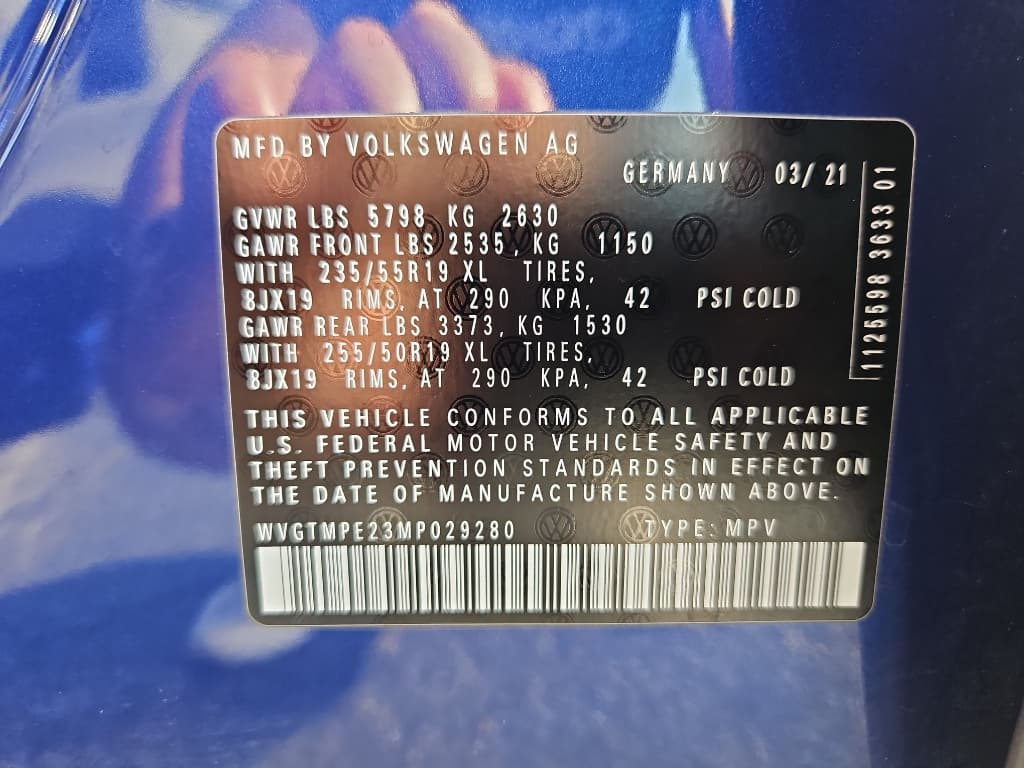 MFD BY VOLKSWAGEN AG
GERMANY 03/ 21
GVWR LBS 5798 KG 2630
GAWR FRONT LBS 2535, KG 1150
WITH 235/55R19 XL TIRES,
8JX19 RIMS, AT 290 KPA, 42 PSI COLD
GAWR REAR LBS 3373, KG 1530
WITH 255/50R19 XL TIRES,
8JX19 RIMS, AT 290 KPA, 42 PSI COLD
THIS VEHICLE CONFORMS TO ALL APPLICABLE
U.S. FEDERAL MOTOR VEHICLE SAFETY AND
THEFT PREVENTION STANDARDS IN EFFECT ON
THE DATE OF MANUFACTURE SHOWN ABOVE.
WVGTMPE23MP029280 TYPE: MPV
1125598 3633 01